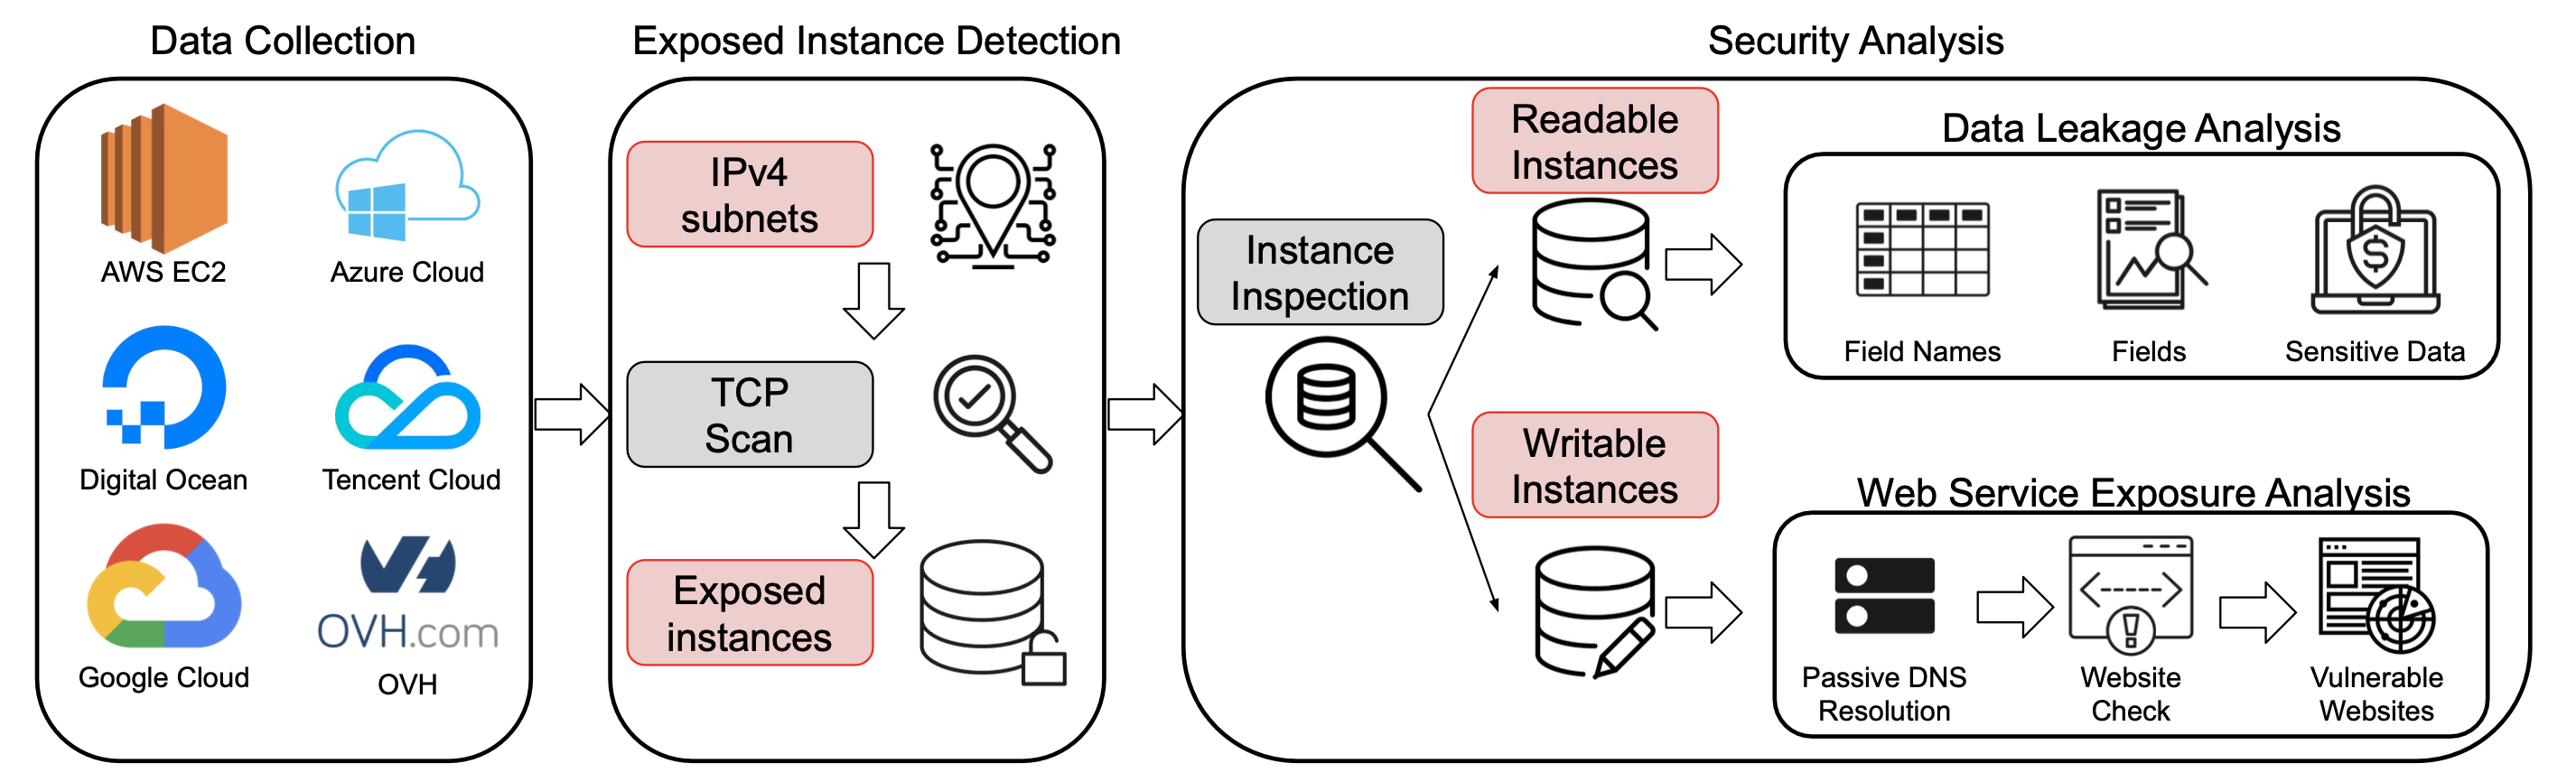 Data Collection
AWS EC2
Azure Cloud
Digital Ocean
Tencent Cloud
Google Cloud
OVH.com
OVH
Exposed Instance Detection
IPv4
subnets
TCP
Scan
Exposed
instances
Security Analysis
Instance
Inspection
Readable
Instances
Data Leakage Analysis
Field Names
Fields
$
Sensitive Data
Writable
Instances
Web Service Exposure Analysis
Passive DNS
Resolution
!
Website
Check
Vulnerable
Websites